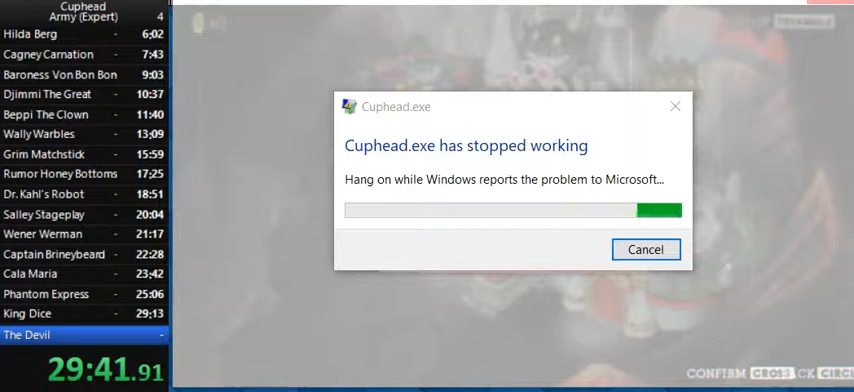 Cuphead
Army (Expert) 4
Hilda Berg - 6:02
Cagney Carnation - 7:43
Baroness Von Bon Bon 9:03
Djimmi The Great - 10:37
Beppi The Clown - 11:40
Wally Warbles - 13:09
Grim Matchstick - 15:59
Rumor Honey Bottoms 17:25
Dr. Kahl's Robot - 18:51
Salley Stageplay - 20:04
Wener Werman - 21:17
Captain Brineybeard - 22:28
Cala Maria - 23:42
Phantom Express - 25:06
King Dice - 29:13
The Devil -
29:41.91
Cuphead.exe
Cuphead.exe has stopped working
Hang on while Windows reports the problem to Microsoft...
Cancel
CONFIRM CROSS CK CIRCL